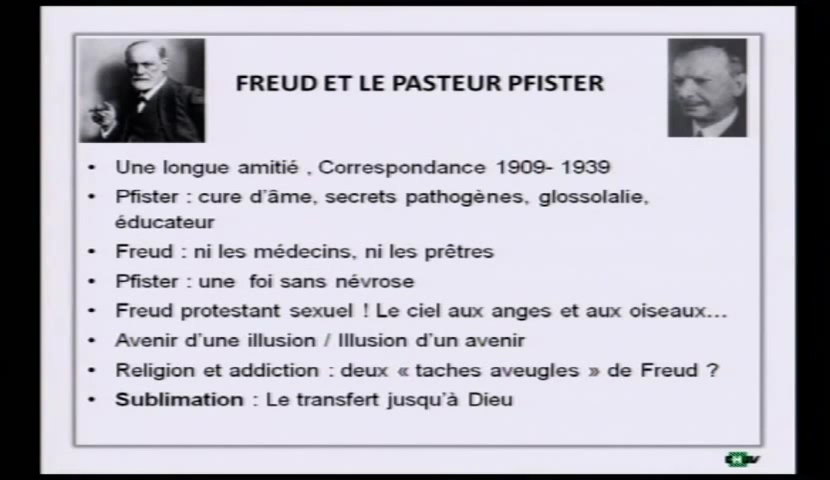 FREUD ET LE PASTEUR PFISTER
• Une longue amitié , Correspondance 1909- 1939
• Pfister : cure d'âme, secrets pathogènes, glossolalie,
éducateur
• Freud : ni les médecins, ni les prêtres
• Pfister : une  foi sans névrose
• Freud protestant sexuel ! Le ciel aux anges et aux oiseaux...
• Avenir d'une illusion / Illusion d'un avenir
• Religion et addiction : deux « taches aveugles » de Freud ?
• Sublimation : Le transfert jusqu'à Dieu